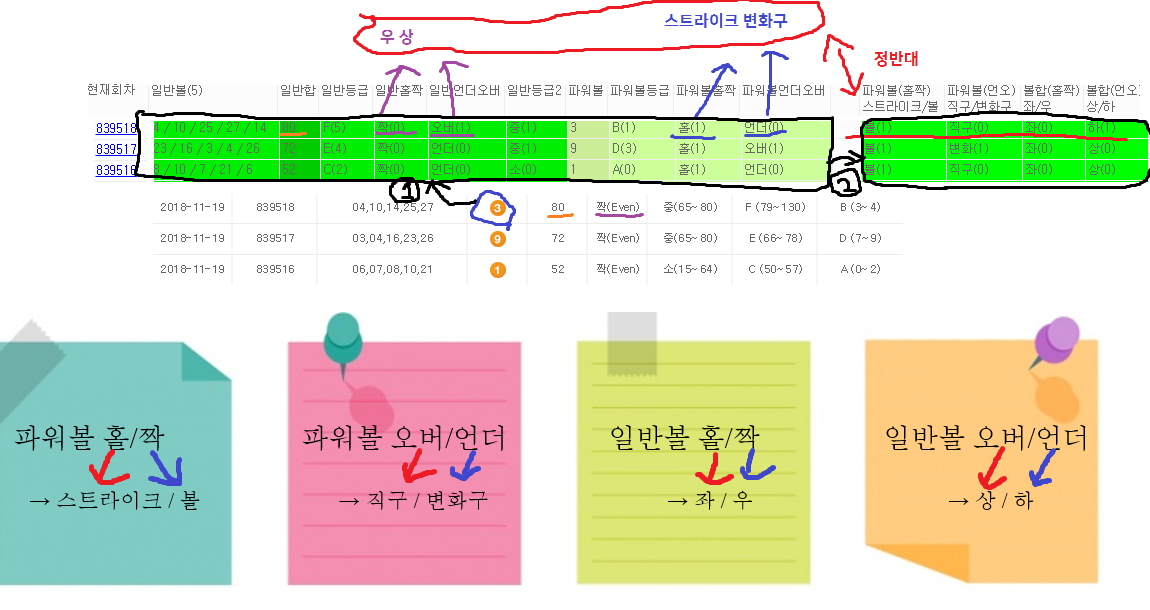 우 상
스트라이크 변화구
정반대
현재회차 일반볼(5) 일반합 일반등급 일반홀짝 일반언더오버 일반등급2 파워볼 파워볼등급 파워볼홀짝 파워볼언더오버 파워볼(홀짝) 파워볼(언오) 볼합(홀짝) 볼합(언오)
스트라이크/볼 직구/변화구 좌/우 상/하
839518 4 / 10 / 25 / 27 / 14 80 F(5) 짝(0) 오버(1) 중(1) 3 B(1) 홀(1) 언더(0) 볼(1) 직구(0) 좌(0) 하(1)
839517 23 / 16 / 3 / 4 / 26 72 E(4) 짝(0) 언더(0) 중(1) 9 D(3) 홀(1) 오버(1) 볼(1) 변화(1) 좌(0) 상(0)
839516 8 / 10 / 7 / 21 / 6 52 C(2) 짝(0) 언더(0) 소(0) 1 A(0) 홀(1) 언더(0) 볼(1) 직구(0) 좌(0) 상(0)
1 2
2018-11-19 839518 04,10,14,25,27 3 80 짝(Even) 중(65~80) F (79~130) B (3~4)
2018-11-19 839517 03,04,16,23,26 9 72 짝(Even) 중(65~80) E (66~78) D (7~9)
2018-11-19 839516 06,07,08,10,21 1 52 짝(Even) 소(15~64) C (50~57) A (0~2)
파워볼 홀/짝
→ 스트라이크 / 볼
파워볼 오버/언더
→ 직구 / 변화구
일반볼 홀/짝
→ 좌 / 우
일반볼 오버/언더
→ 상 / 하